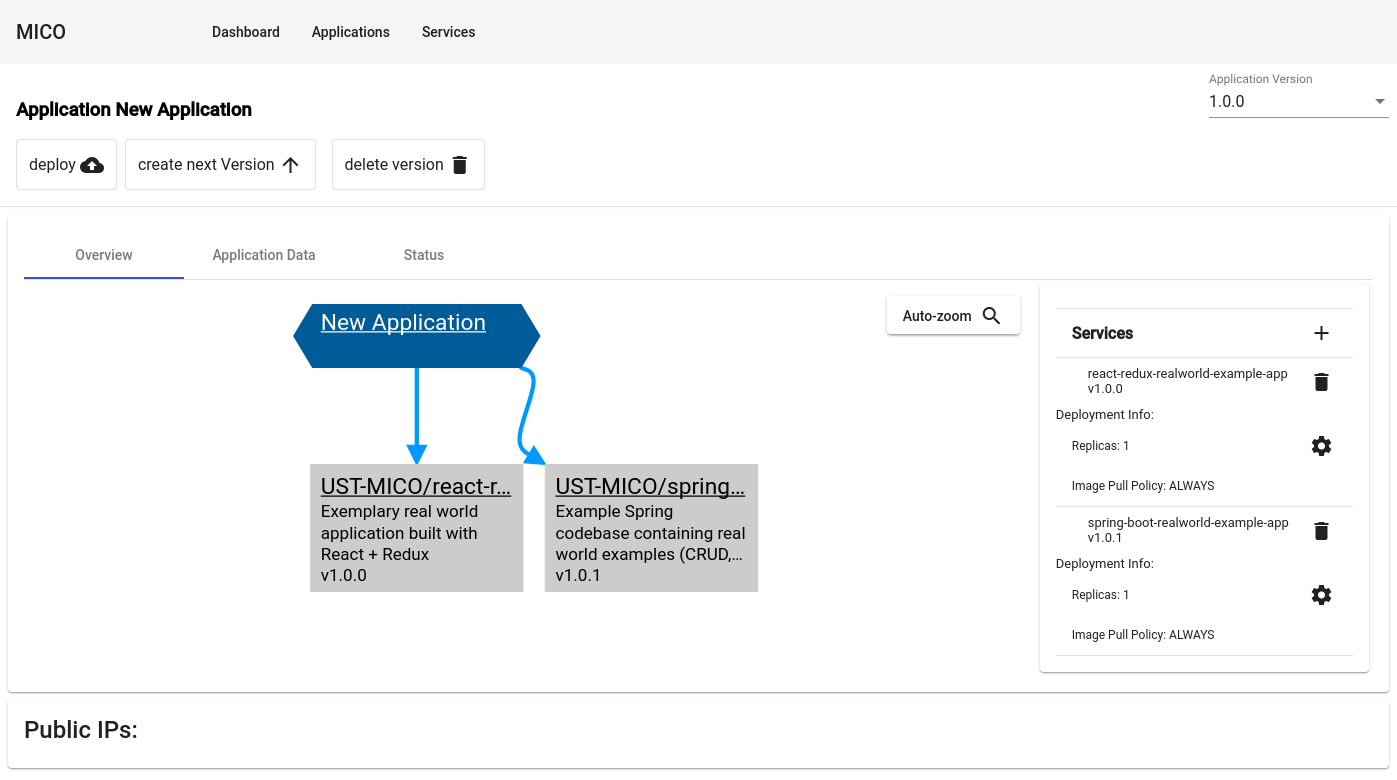 MICO
Dashboard
Applications
Services
Application New Application
Application Version
1.0.0
deploy
create next Version
delete version
Overview
Application Data
Status
New Application
UST-MICO/react-r...
Exemplary real world
application built with
React + Redux
v1.0.0
UST-MICO/spring...
Example Spring
codebase containing real
world examples (CRUD,...
v1.0.1
Auto-zoom
Services
react-redux-realworld-example-app
v1.0.0
Deployment Info:
Replicas: 1
Image Pull Policy: ALWAYS
spring-boot-realworld-example-app
v1.0.1
Deployment Info:
Replicas: 1
Image Pull Policy: ALWAYS
Public IPs: